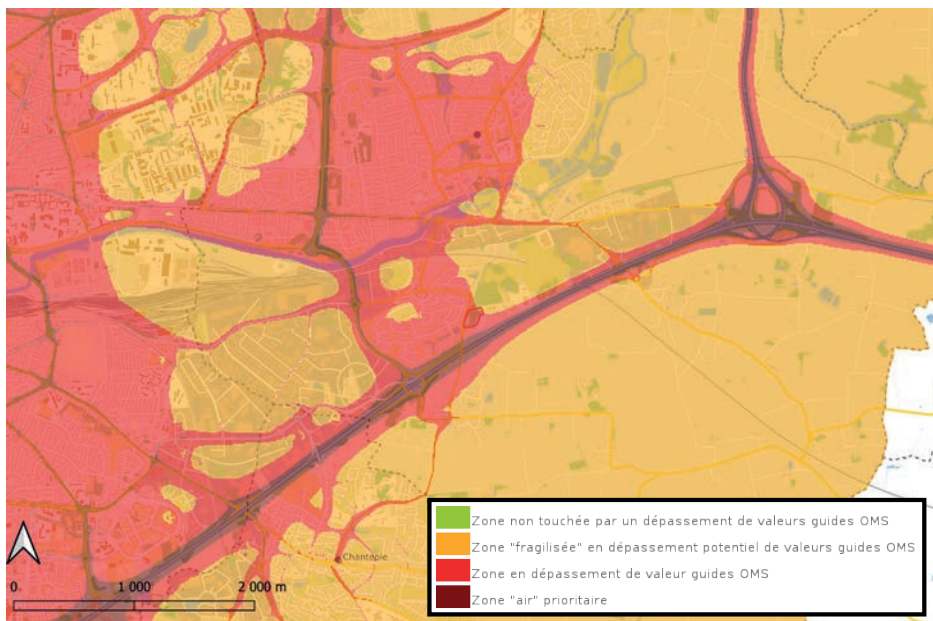 Chantepie
Zone non touchée par un dépassement de valeurs guides OMS
Zone "fragilisée" en dépassement potentiel de valeurs guides OMS
Zone en dépassement de valeur guides OMS
Zone "air" prioritaire
0 1 000 2 000 m